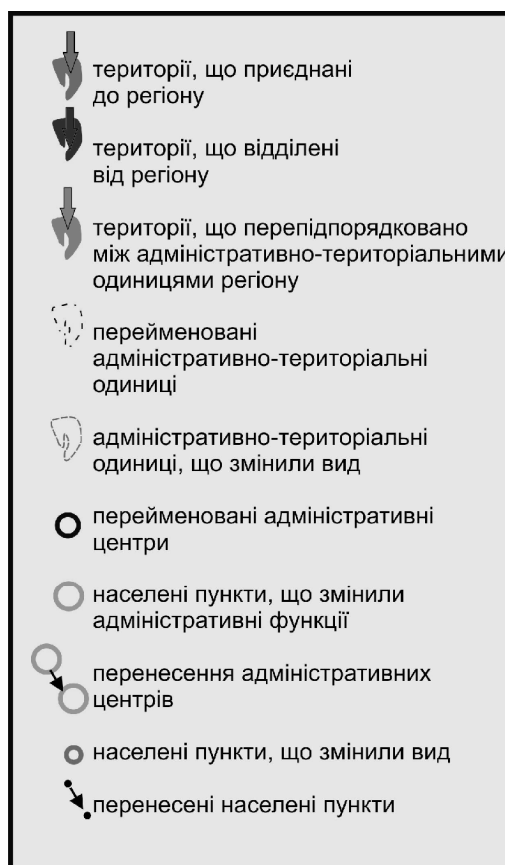 території, що приєднані
до регіону
території, що відділені
від регіону
території, що перепідпорядковано
між адміністративно-територіальними
одиницями регіону
перейменовані
адміністративно-територіальні
одиниці
адміністративно-територіальні
одиниці, що змінили вид
перейменовані адміністративні
центри
населені пункти, що змінили
адміністративні функції
перенесення адміністративних
центрів
населені пункти, що змінили вид
перенесені населені пункти